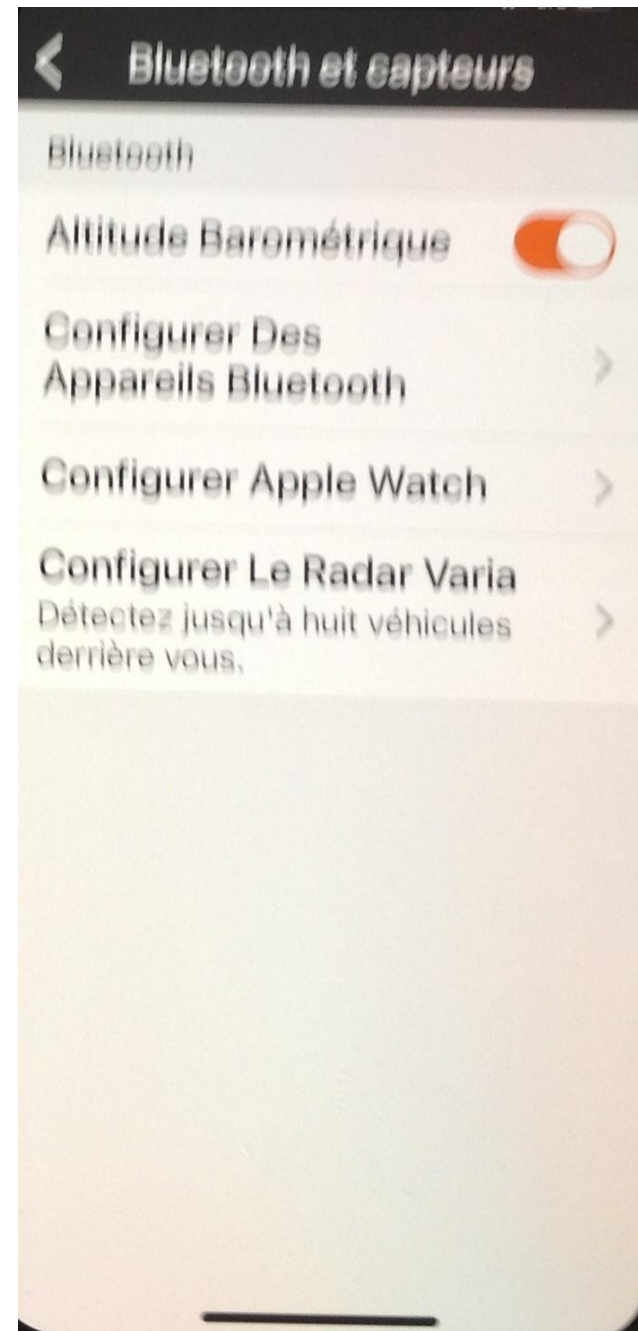 Bluetooth et capteurs
Bluetooth
Altitude Barométrique
Configurer Des
Appareils Bluetooth
Configurer Apple Watch
Configurer Le Radar Varia
Détectez jusqu'à huit véhicules
derrière vous.